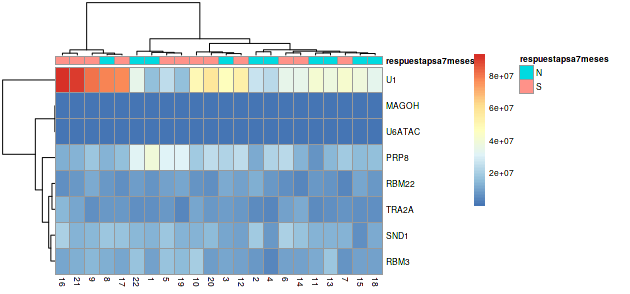 respuestapsa7meses
U1
MAGOH
U6ATAC
PRP8
RBM22
TRA2A
SND1
RBM3
16 21 9 8 17 22 1 5 19 10 20 3 12 2 4 6 14 11 13 7 15 18
8e+07
6e+07
4e+07
2e+07
respuestapsa7meses
N
S